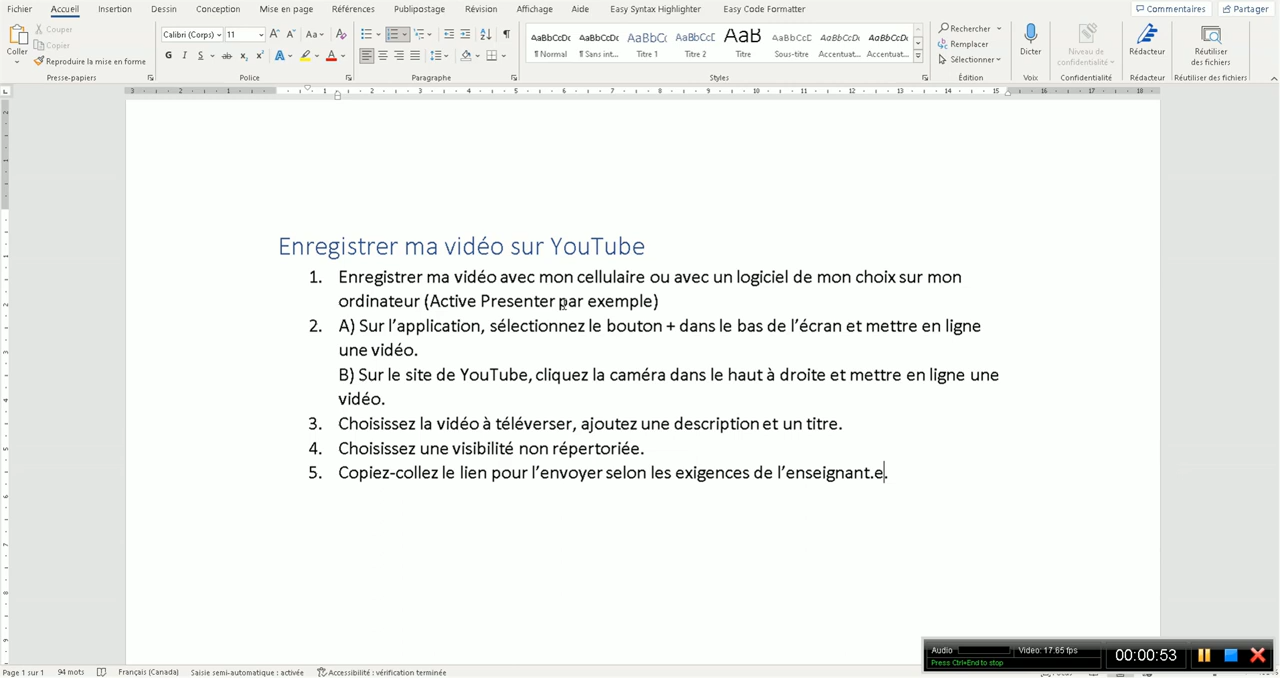 Fichier Accueil Insertion Dessin Conception Mise en page Références Publipostage Révision Affichage Aide Easy Syntax Highlighter Easy Code Formatter Commentaires Partager
Coller
Couper
Copier
Reproduire la mise en forme
Presse-papiers
Calibri (Corps) 11
Police
Paragraphe
AaBbCcDc AaBbCcDc AaBbCc AaBbCcE AaB AaBbCcD AaBbCcDc AaBbCcDc
¶ Normal ¶ Sans int... Titre 1 Titre 2 Titre Sous-titre Accentuat... Accentuat...
Styles
Rechercher
Remplacer
Sélectionner
Édition
Dicter
Voix
Niveau de
confidentialité
Confidentialité
Rédacteur
Rédacteur
Réutiliser
des fichiers
Réutiliser des fichiers
Enregistrer ma vidéo sur YouTube
1. Enregistrer ma vidéo avec mon cellulaire ou avec un logiciel de mon choix sur mon
ordinateur (Active Presenter par exemple)
2. A) Sur l’application, sélectionnez le bouton + dans le bas de l’écran et mettre en ligne
une vidéo.
B) Sur le site de YouTube, cliquez la caméra dans le haut à droite et mettre en ligne une
vidéo.
3. Choisissez la vidéo à téléverser, ajoutez une description et un titre.
4. Choisissez une visibilité non répertoriée.
5. Copiez-collez le lien pour l’envoyer selon les exigences de l’enseignant.e.
Audio Video: 17.65 fps
Press Ctrl+End to stop
00:00:53
Page 1 sur 1 94 mots Français (Canada) Saisie semi-automatique : activée Accessibilité : vérification terminée